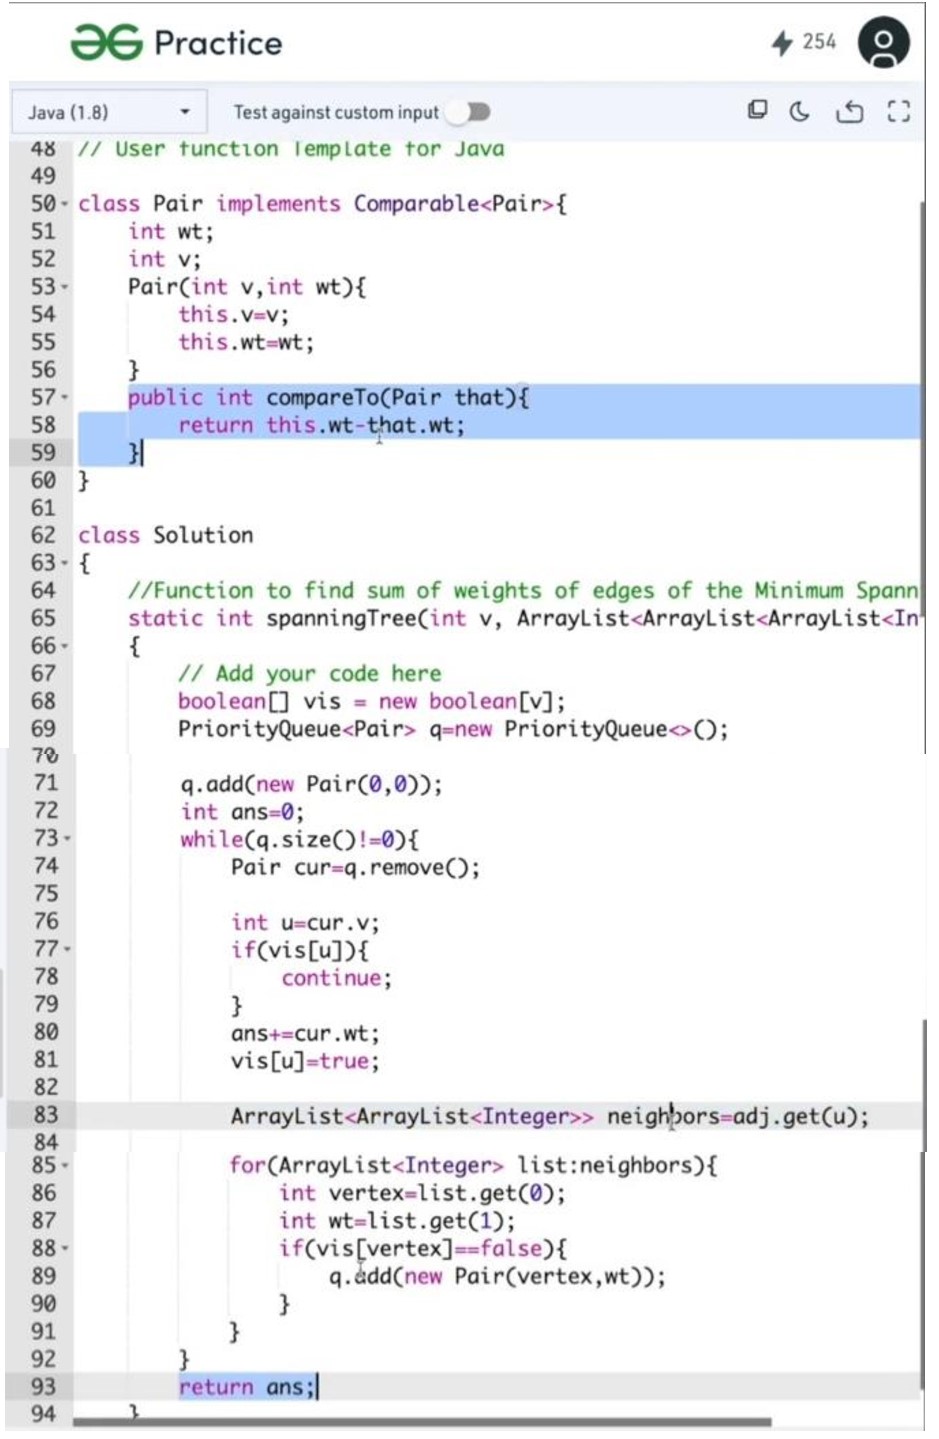 Practice
254
Java (1.8)
Test against custom input
48 // User function Template for Java
49
50 class Pair implements Comparable<Pair>{
51 int wt;
52 int v;
53 Pair(int v,int wt){
54 this.v=v;
55 this.wt=wt;
56 }
57 public int compareTo(Pair that){
58 return this.wt-that.wt;
59 }
60 }
61
62 class Solution
63 {
64 //Function to find sum of weights of edges of the Minimum Spann
65 static int spanningTree(int v, ArrayList<ArrayList<ArrayList<In
66 {
67 // Add your code here
68 boolean[] vis = new boolean[v];
69 PriorityQueue<Pair> q=new PriorityQueue<>();
70
71 q.add(new Pair(0,0));
72 int ans=0;
73 while(q.size()!=0){
74 Pair cur=q.remove();
75
76 int u=cur.v;
77 if(vis[u]){
78 continue;
79 }
80 ans+=cur.wt;
81 vis[u]=true;
82
83 ArrayList<ArrayList<Integer>> neighbors=adj.get(u);
84
85 for(ArrayList<Integer> list:neighbors){
86 int vertex=list.get(0);
87 int wt=list.get(1);
88 if(vis[vertex]==false){
89 q.add(new Pair(vertex,wt));
90 }
91 }
92 }
93 return ans;
94 }